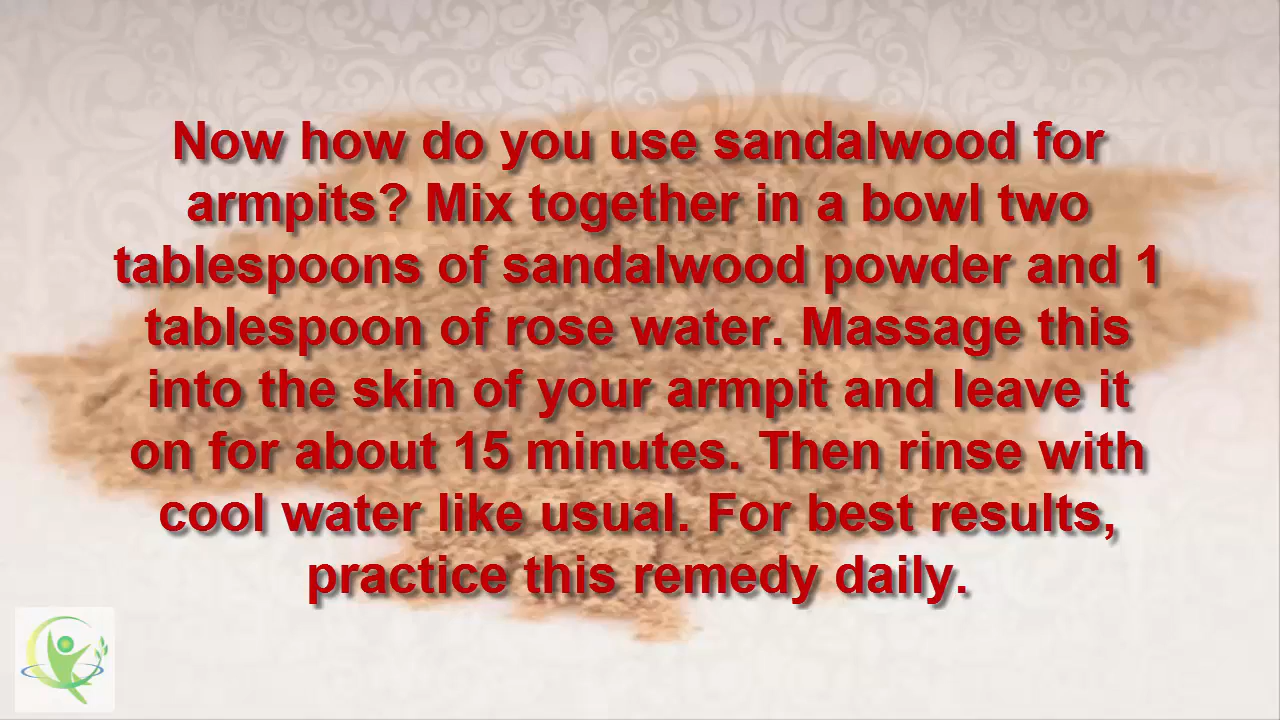 Now how do you use sandalwood for
armpits? Mix together in a bowl two
tablespoons of sandalwood powder and 1
tablespoon of rose water. Massage this
into the skin of your armpit and leave it
on for about 15 minutes. Then rinse with
cool water like usual. For best results,
practice this remedy daily.